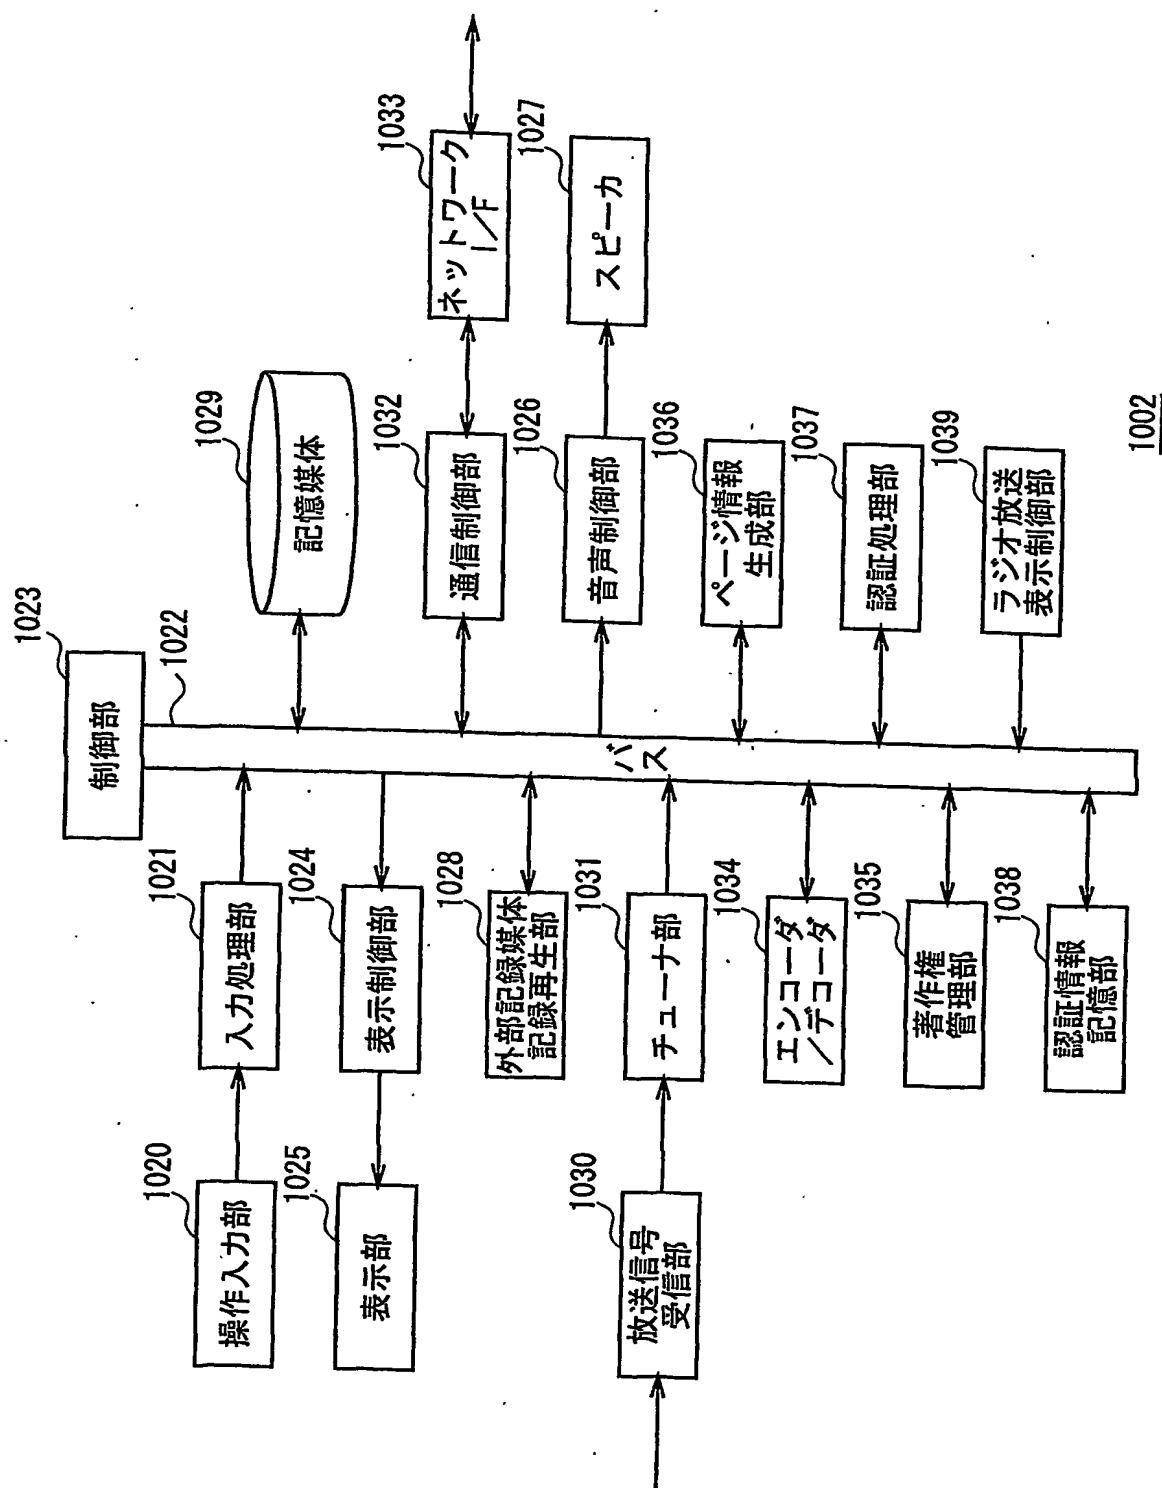 1023
制御部
1022
バス
1020
操作入力部
1021
入力処理部
1029
記憶媒体
1025
表示部
1024
表示制御部
1032
通信制御部
1033
ネットワーク
I/F
1028
外部記録媒体
記録再生部
1026
音声制御部
1027
スピーカ
1030
放送信号
受信部
1031
チューナ部
1036
ページ情報
生成部
1034
エンコーダ
/デコーダ
1037
認証処理部
1035
著作権
管理部
1039
ラジオ放送
表示制御部
1038
認証情報
記憶部
1002